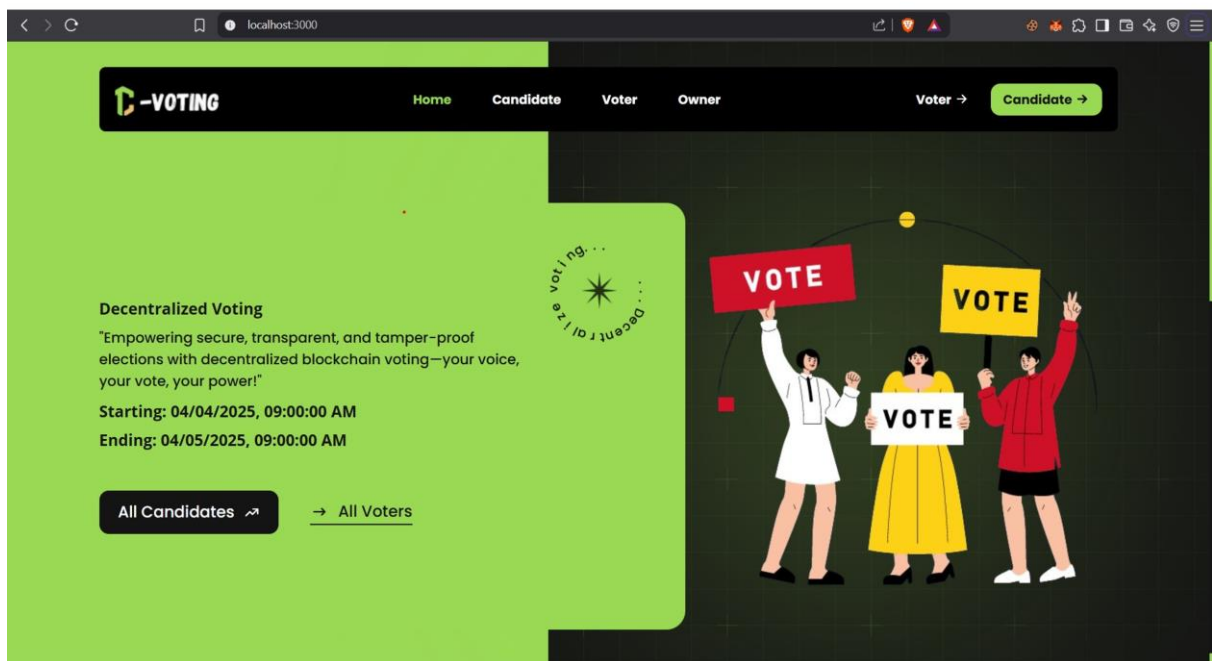 localhost:3000
-VOTING
Home Candidate Voter Owner Voter → Candidate →
...Decentralize voting...
VOTE
VOTE
VOTE
Decentralized Voting
"Empowering secure, transparent, and tamper-proof
elections with decentralized blockchain voting—your voice,
your vote, your power!"
Starting: 04/04/2025, 09:00:00 AM
Ending: 04/05/2025, 09:00:00 AM
All Candidates → All Voters